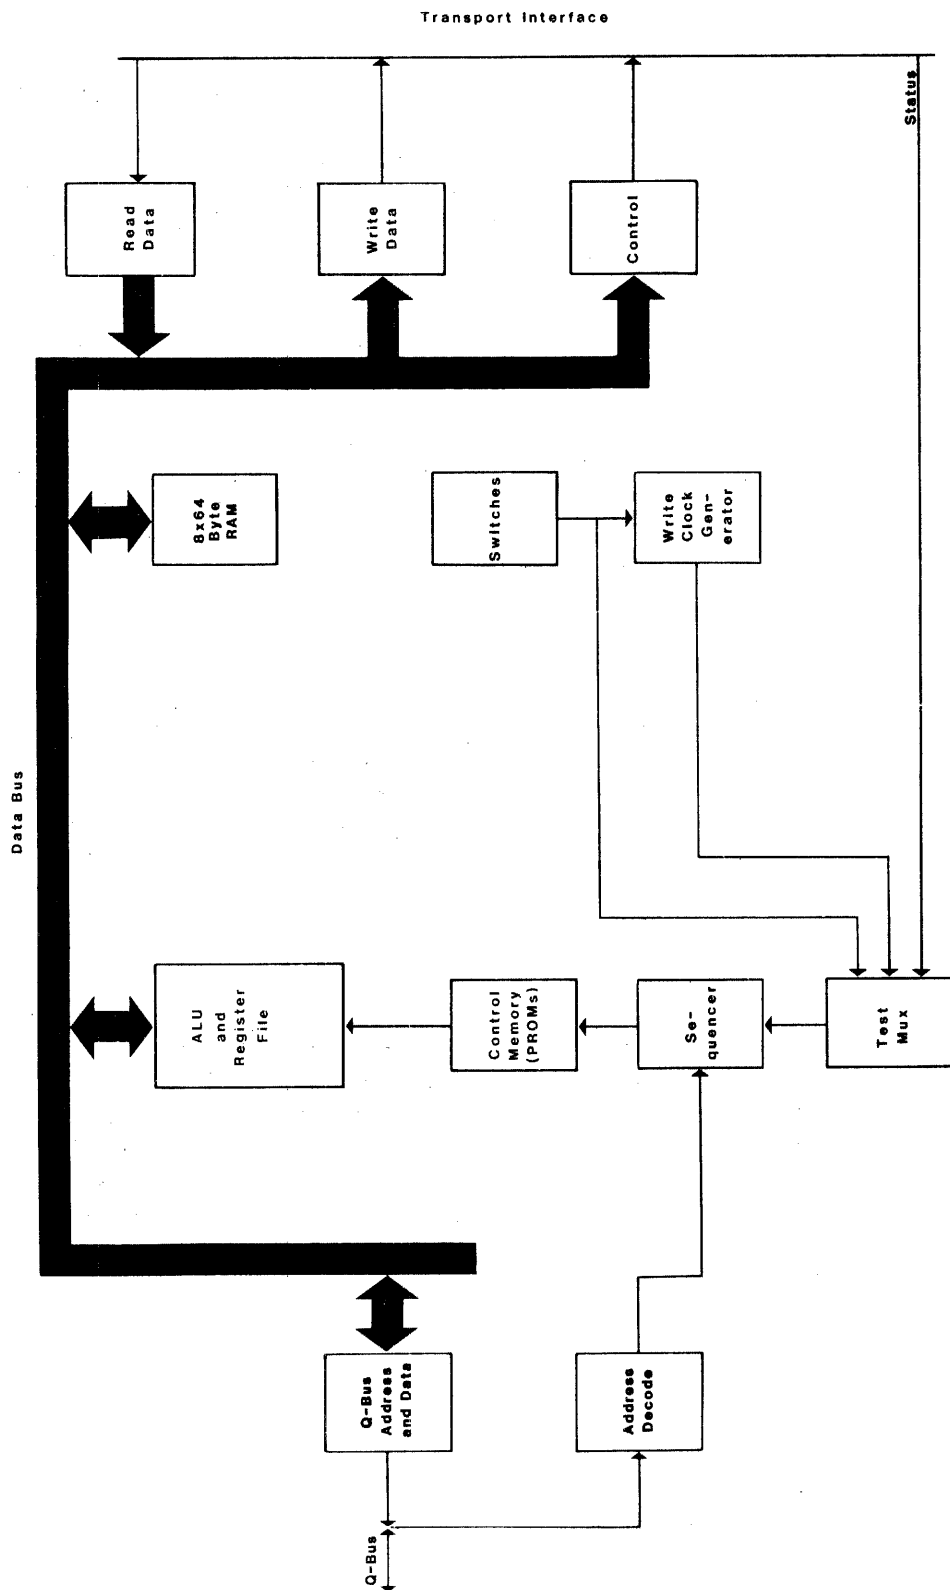 Transport Interface
Status
Read
Data
Write
Data
Control
8x64
Byte
RAM
Switches
Write
Clock
Gen-
erator
Data Bus
ALU
and
Register
File
Control
Memory
(PROMs)
Se-
quencer
Test
Mux
Q-Bus
Address
and Data
Address
Decode
Q-Bus